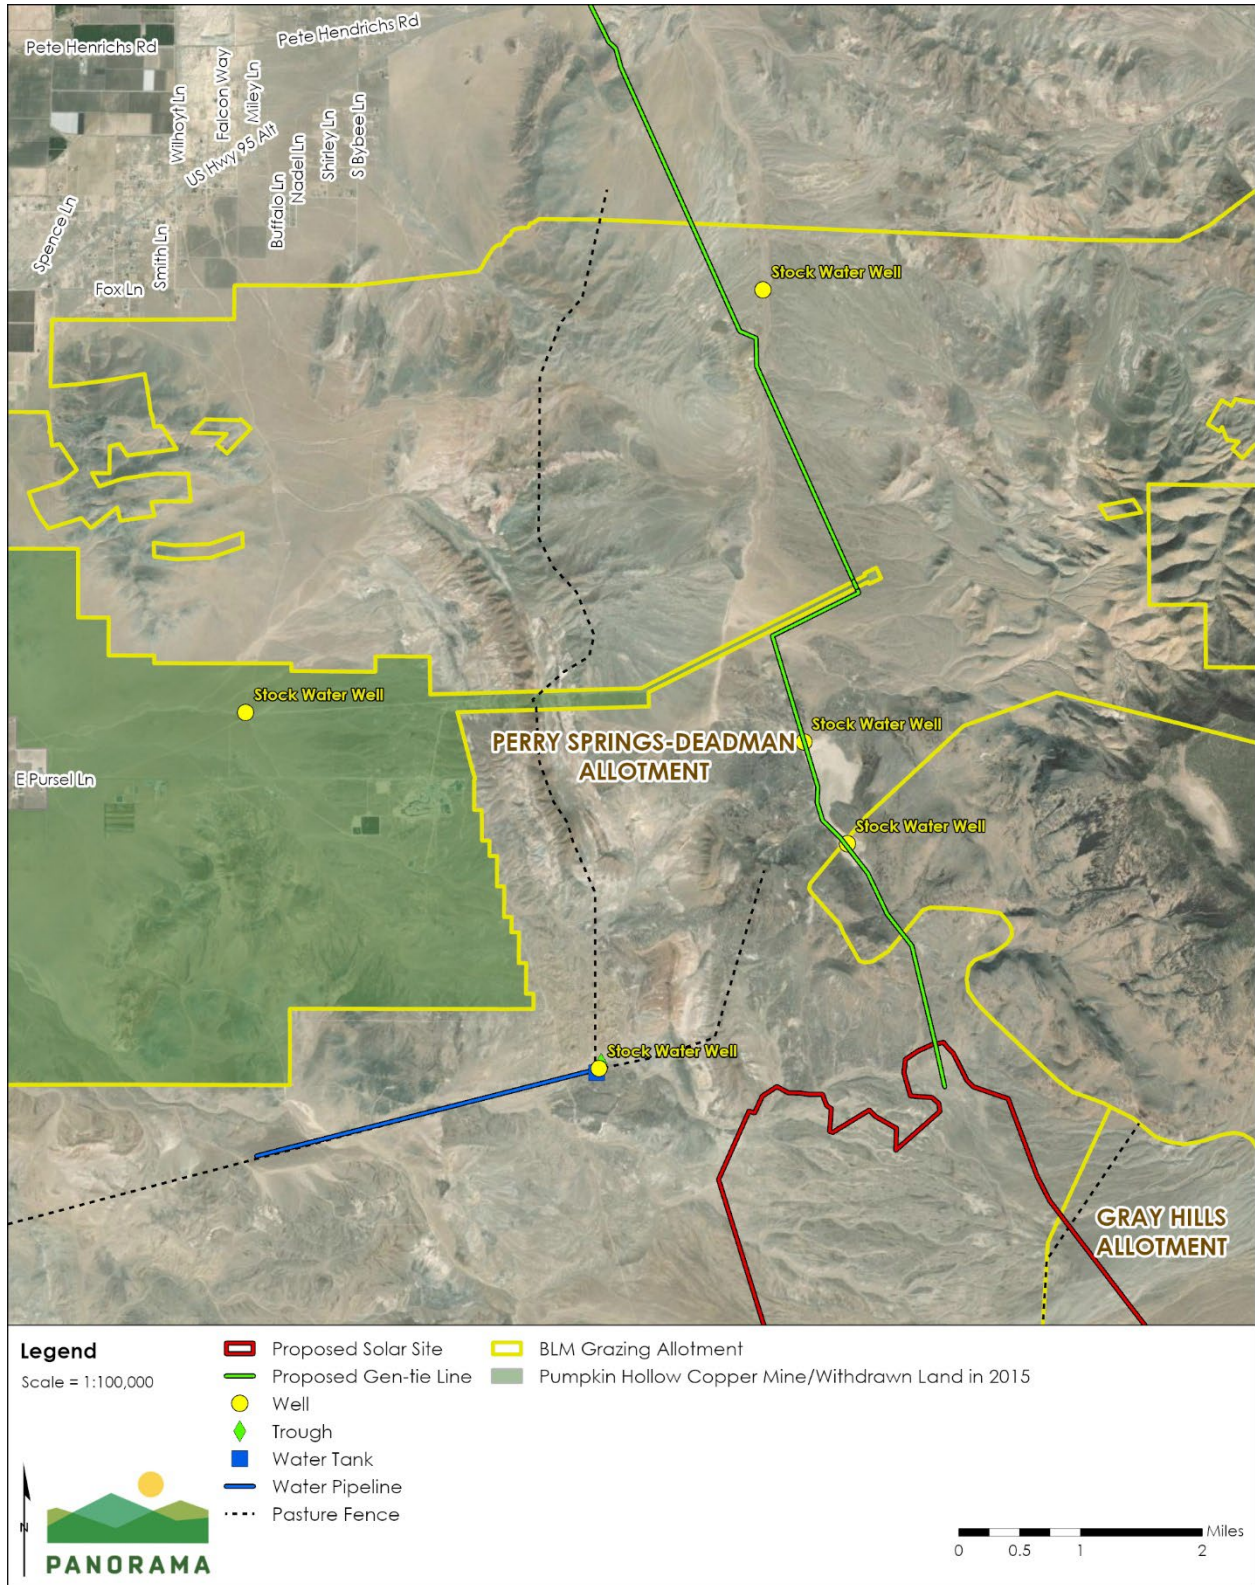 Pete Henrichs Rd
Pete Hendrichs Rd
Wilhoyt Ln
Falcon Way
Miley Ln
US Hwy 95 Alt
Buffalo Ln
Nadel Ln
Shirley Ln
S Bybee Ln
Spence Ln
Smith Ln
Fox Ln
Stock Water Well
Stock Water Well
Stock Water Well
PERRY SPRINGS-DEADMAN
ALLOTMENT
E Pursel Ln
Stock Water Well
Stock Water Well
GRAY HILLS
ALLOTMENT
Legend
Scale = 1:100,000
Proposed Solar Site
Proposed Gen-tie Line
Well
Trough
Water Tank
Water Pipeline
Pasture Fence
BLM Grazing Allotment
Pumpkin Hollow Copper Mine/Withdrawn Land in 2015
N
PANORAMA
Miles
0 0.5 1 2